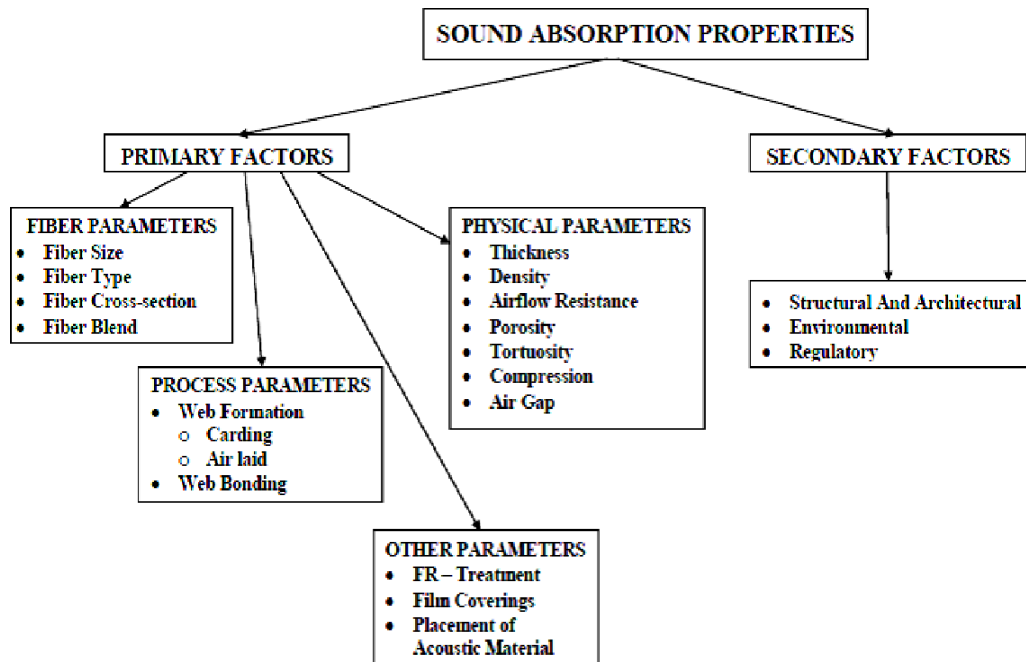 SOUND ABSORPTION PROPERTIES
PRIMARY FACTORS
SECONDARY FACTORS
FIBER PARAMETERS
• Fiber Size
• Fiber Type
• Fiber Cross-section
• Fiber Blend
PHYSICAL PARAMETERS
• Thickness
• Density
• Airflow Resistance
• Porosity
• Tortuosity
• Compression
• Air Gap
• Structural And Architectural
• Environmental
• Regulatory
PROCESS PARAMETERS
• Web Formation
o Carding
o Air laid
• Web Bonding
OTHER PARAMETERS
• FR – Treatment
• Film Coverings
• Placement of
Acoustic Material